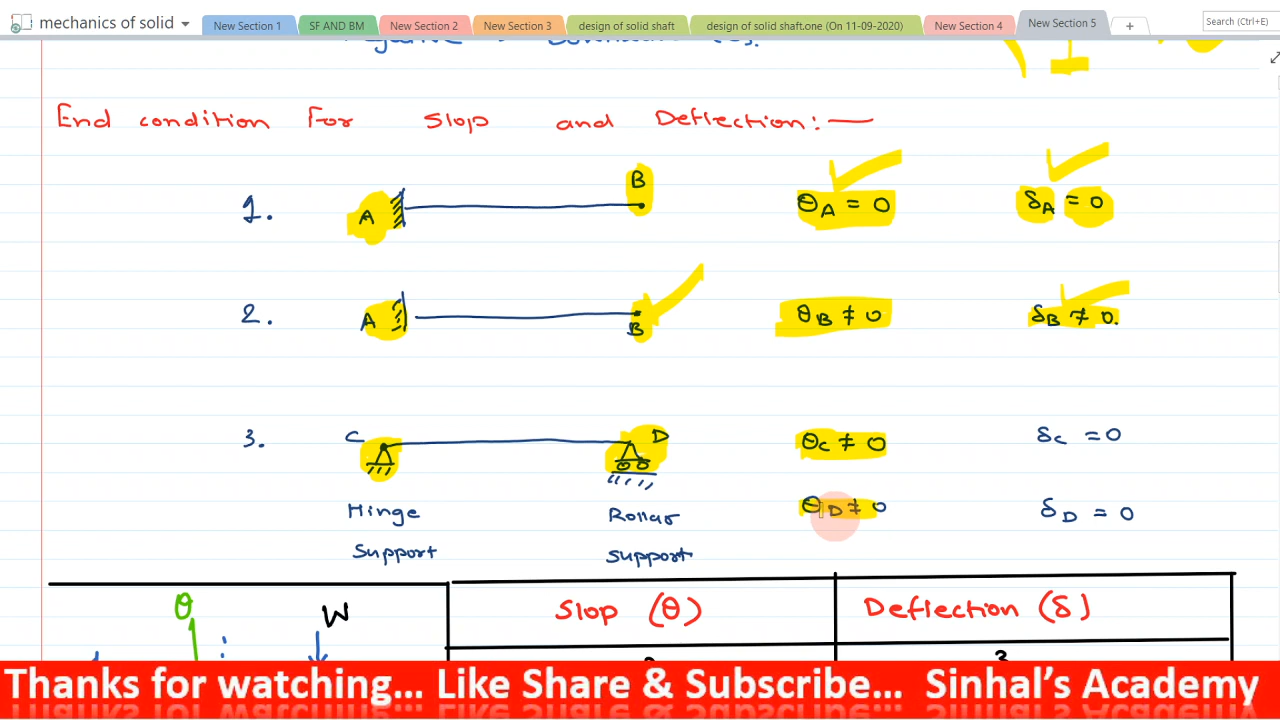 mechanics of solid
New Section 1 SF AND BM New Section 2 New Section 3 design of solid shaft design of solid shaft.one (On 11-09-2020) New Section 4 New Section 5 + Search (Ctrl+E)
End condition For Slop and Deflection:—
1. A B θA = 0 δA = 0
2. A B θB ≠ 0 δB ≠ 0.
3. C D θC ≠ 0 δC = 0
θD ≠ 0 δD = 0
Hinge Support
Rollar support
Slop (θ) Deflection (δ)
θ W
Thanks for watching... Like Share & Subscribe... Sinhal's Academy